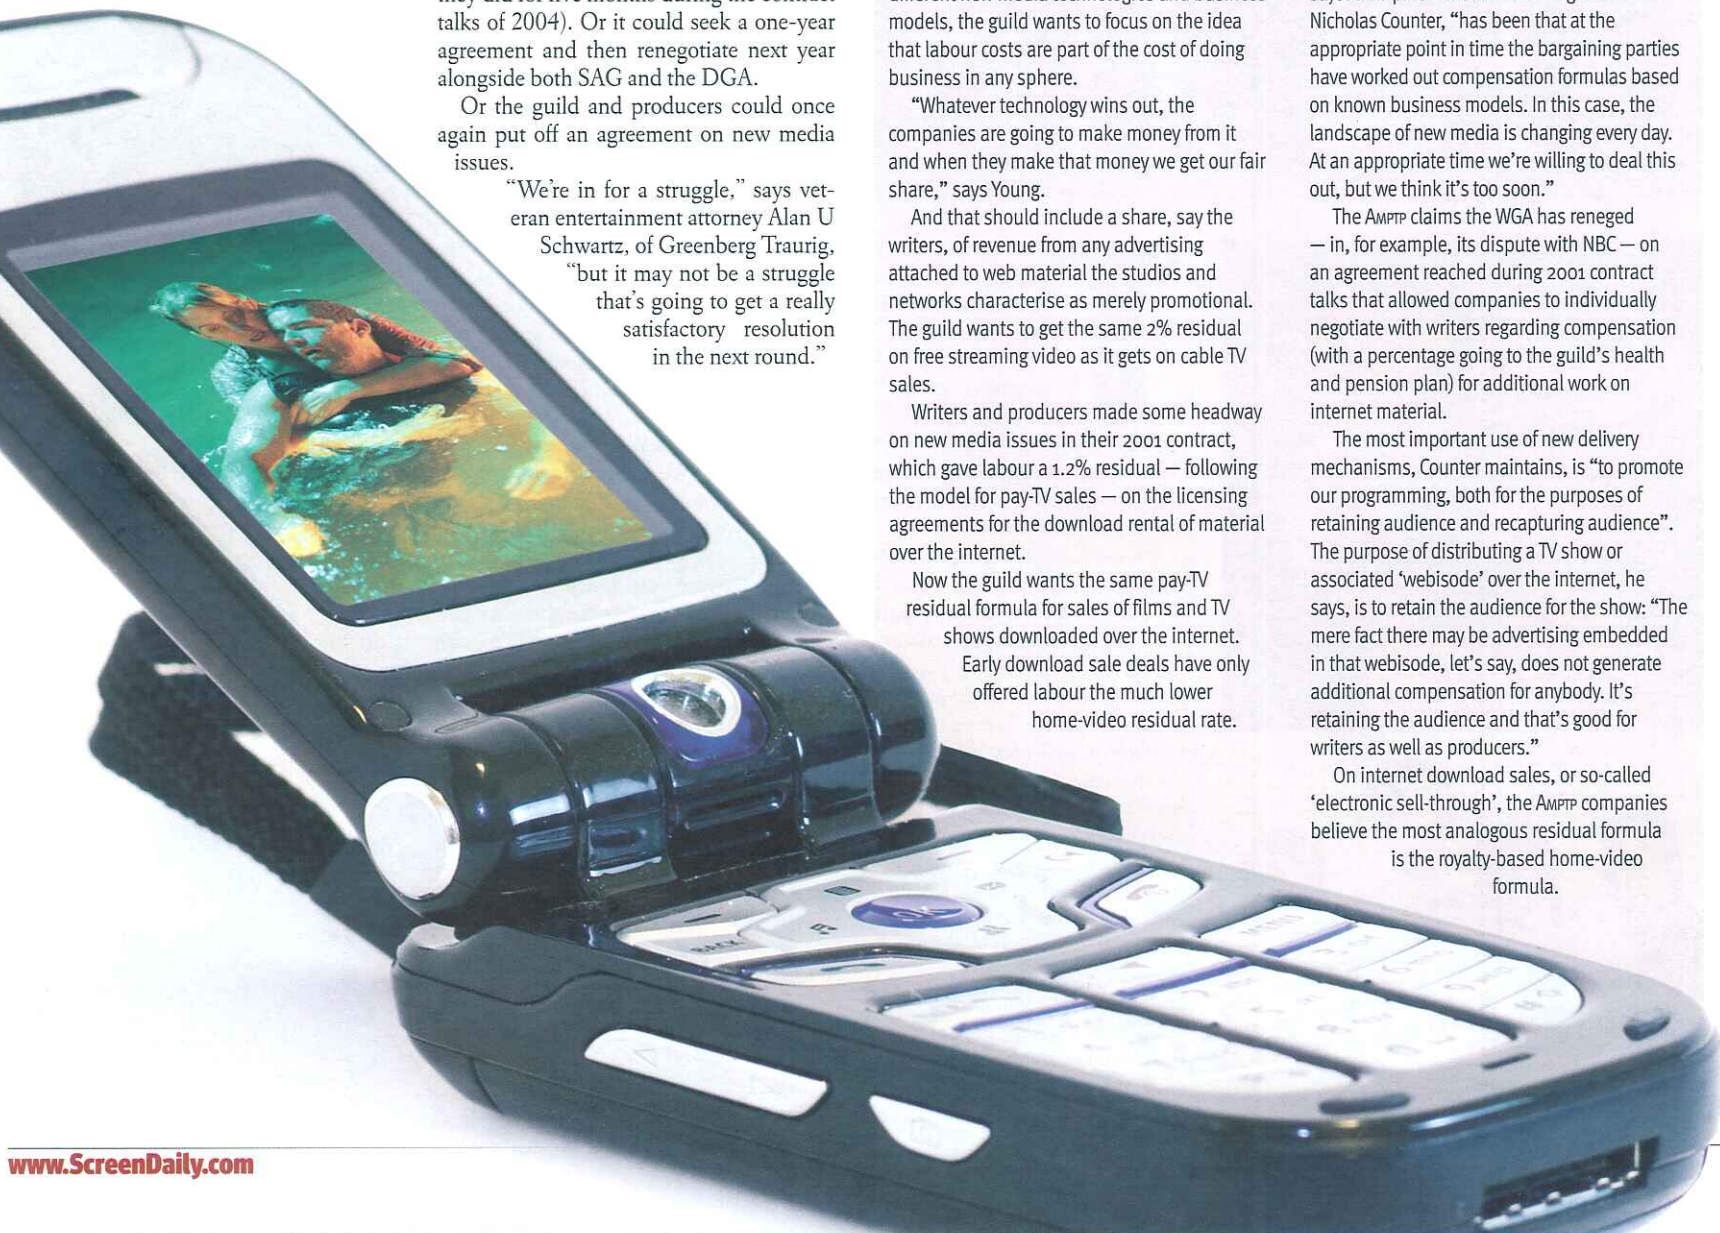 talks of 2004). Or it could seek a one-year
agreement and then renegotiate next year
alongside both SAG and the DGA.
Or the guild and producers could once
again put off an agreement on new media
issues.
“We’re in for a struggle,” says vet-
eran entertainment attorney Alan U
Schwartz, of Greenberg Traurig,
“but it may not be a struggle
that’s going to get a really
satisfactory resolution
in the next round.”
models, the guild wants to focus on the idea
that labour costs are part of the cost of doing
business in any sphere.
“Whatever technology wins out, the
companies are going to make money from it
and when they make that money we get our fair
share,” says Young.
And that should include a share, say the
writers, of revenue from any advertising
attached to web material the studios and
networks characterise as merely promotional.
The guild wants to get the same 2% residual
on free streaming video as it gets on cable TV
sales.
Writers and producers made some headway
on new media issues in their 2001 contract,
which gave labour a 1.2% residual — following
the model for pay-TV sales — on the licensing
agreements for the download rental of material
over the internet.
Now the guild wants the same pay-TV
residual formula for sales of films and TV
shows downloaded over the internet.
Early download sale deals have only
offered labour the much lower
home-video residual rate.
Nicholas Counter, “has been that at the
appropriate point in time the bargaining parties
have worked out compensation formulas based
on known business models. In this case, the
landscape of new media is changing every day.
At an appropriate time we’re willing to deal this
out, but we think it’s too soon.”
The AMPTP claims the WGA has reneged
— in, for example, its dispute with NBC — on
an agreement reached during 2001 contract
talks that allowed companies to individually
negotiate with writers regarding compensation
(with a percentage going to the guild’s health
and pension plan) for additional work on
internet material.
The most important use of new delivery
mechanisms, Counter maintains, is “to promote
our programming, both for the purposes of
retaining audience and recapturing audience”.
The purpose of distributing a TV show or
associated ‘webisode’ over the internet, he
says, is to retain the audience for the show: “The
mere fact there may be advertising embedded
in that webisode, let’s say, does not generate
additional compensation for anybody. It’s
retaining the audience and that’s good for
writers as well as producers.”
On internet download sales, or so-called
‘electronic sell-through’, the AMPTP companies
believe the most analogous residual formula
is the royalty-based home-video
formula.
OK
BACK
MENU
www.ScreenDaily.com